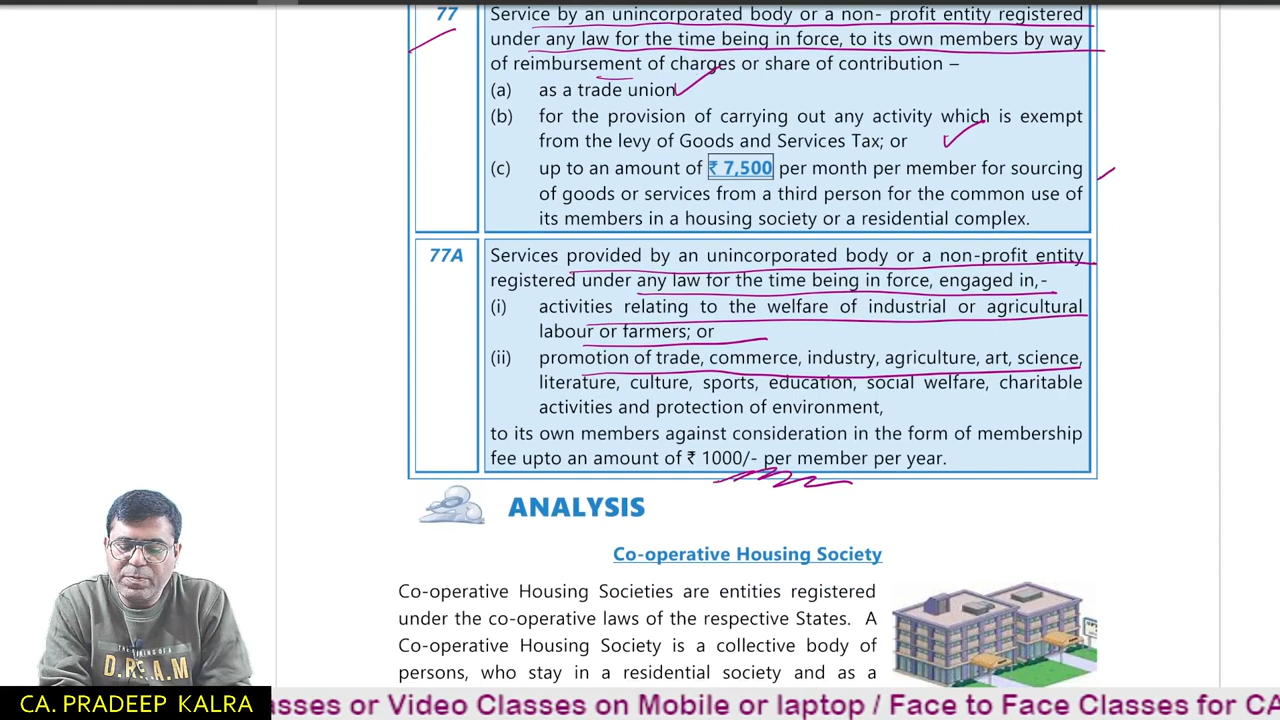 77
Service by an unincorporated body or a non- profit entity registered
under any law for the time being in force, to its own members by way
of reimbursement of charges or share of contribution –
(a) as a trade union
(b) for the provision of carrying out any activity which is exempt
from the levy of Goods and Services Tax; or
(c) up to an amount of ₹ 7,500 per month per member for sourcing
of goods or services from a third person for the common use of
its members in a housing society or a residential complex.
77A
Services provided by an unincorporated body or a non-profit entity
registered under any law for the time being in force, engaged in,-
(i) activities relating to the welfare of industrial or agricultural
labour or farmers; or
(ii) promotion of trade, commerce, industry, agriculture, art, science,
literature, culture, sports, education, social welfare, charitable
activities and protection of environment,
to its own members against consideration in the form of membership
fee upto an amount of ₹ 1000/- per member per year.
ANALYSIS
Co-operative Housing Society
Co-operative Housing Societies are entities registered
under the co-operative laws of the respective States. A
Co-operative Housing Society is a collective body of
persons, who stay in a residential society and as a
CA. PRADEEP KALRA
asses or Video Classes on Mobile or laptop / Face to Face Classes for CA